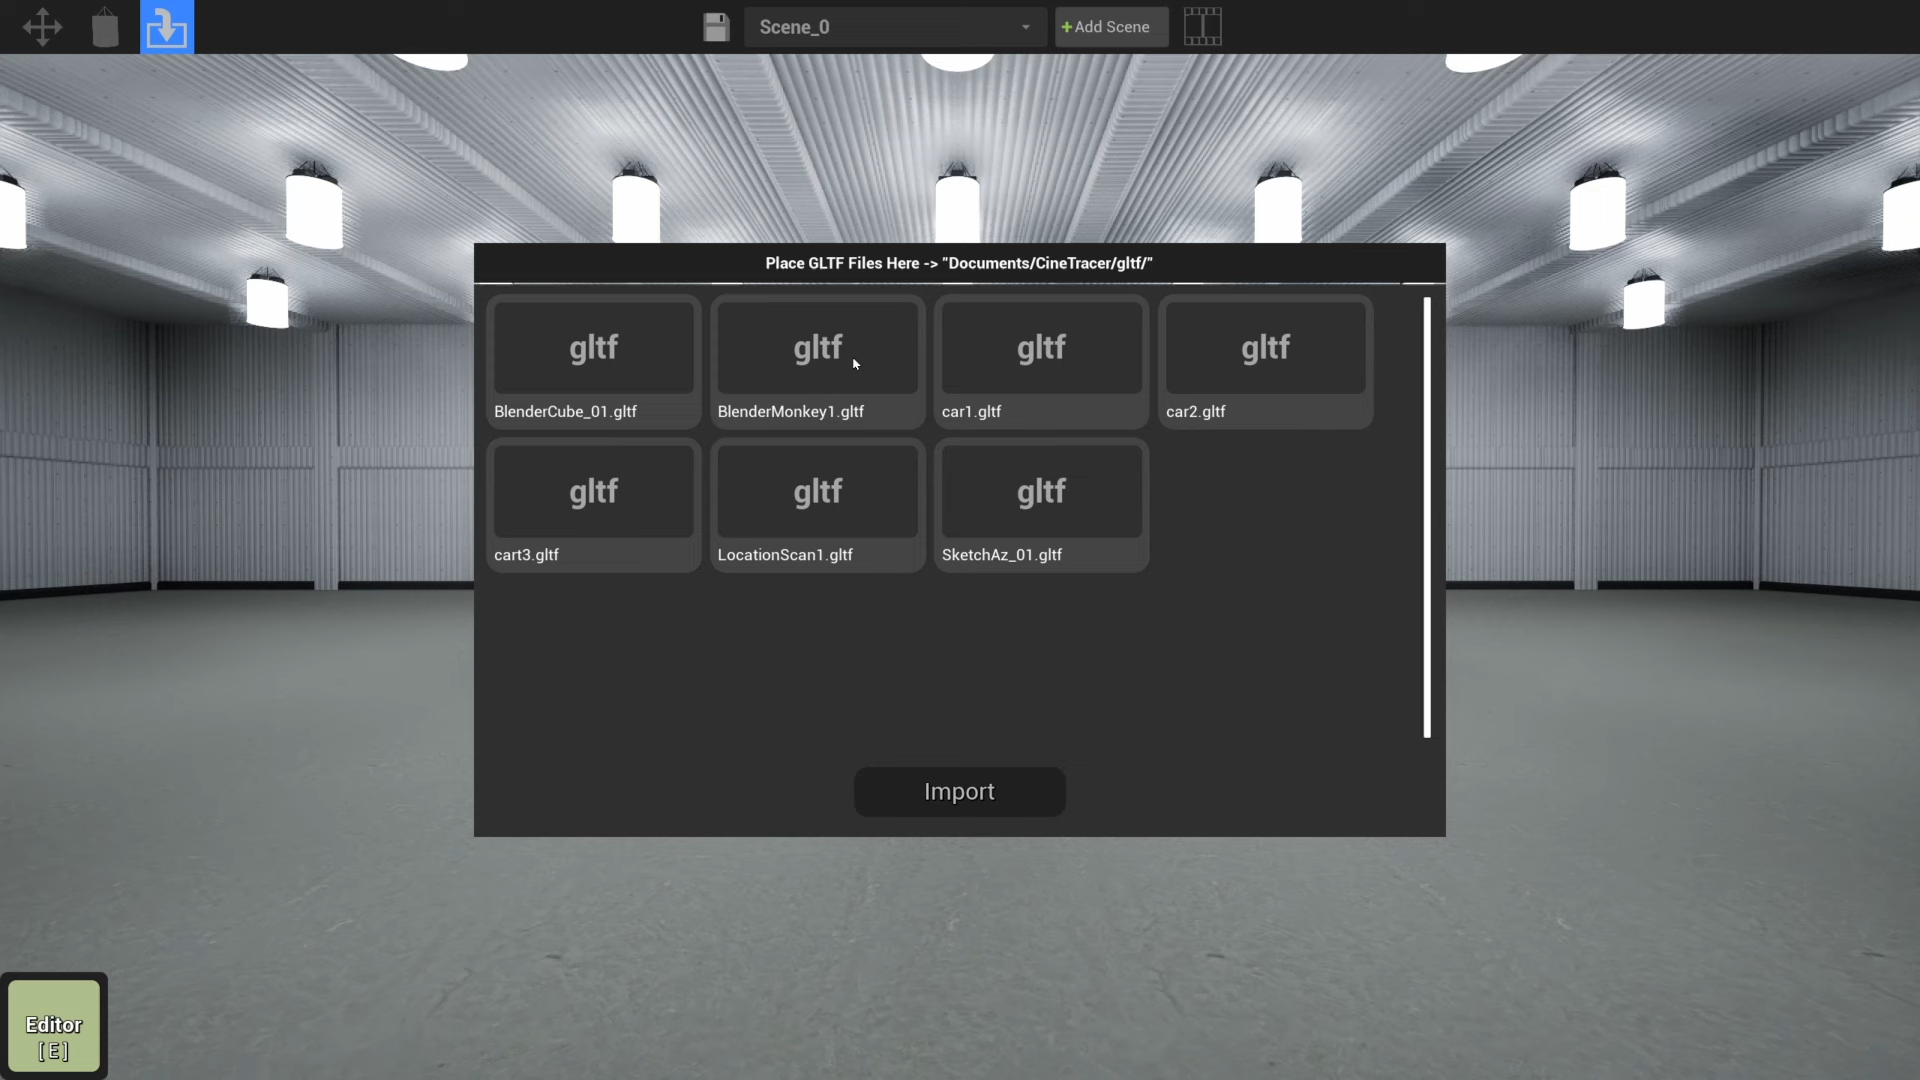 Scene_0
+Add Scene
Place GLTF Files Here -> "Documents/CineTracer/gltf/"
gltf
BlenderCube_01.gltf
gltf
BlenderMonkey1.gltf
gltf
car1.gltf
gltf
car2.gltf
gltf
cart3.gltf
gltf
LocationScan1.gltf
gltf
SketchAz_01.gltf
Import
Editor
[E]